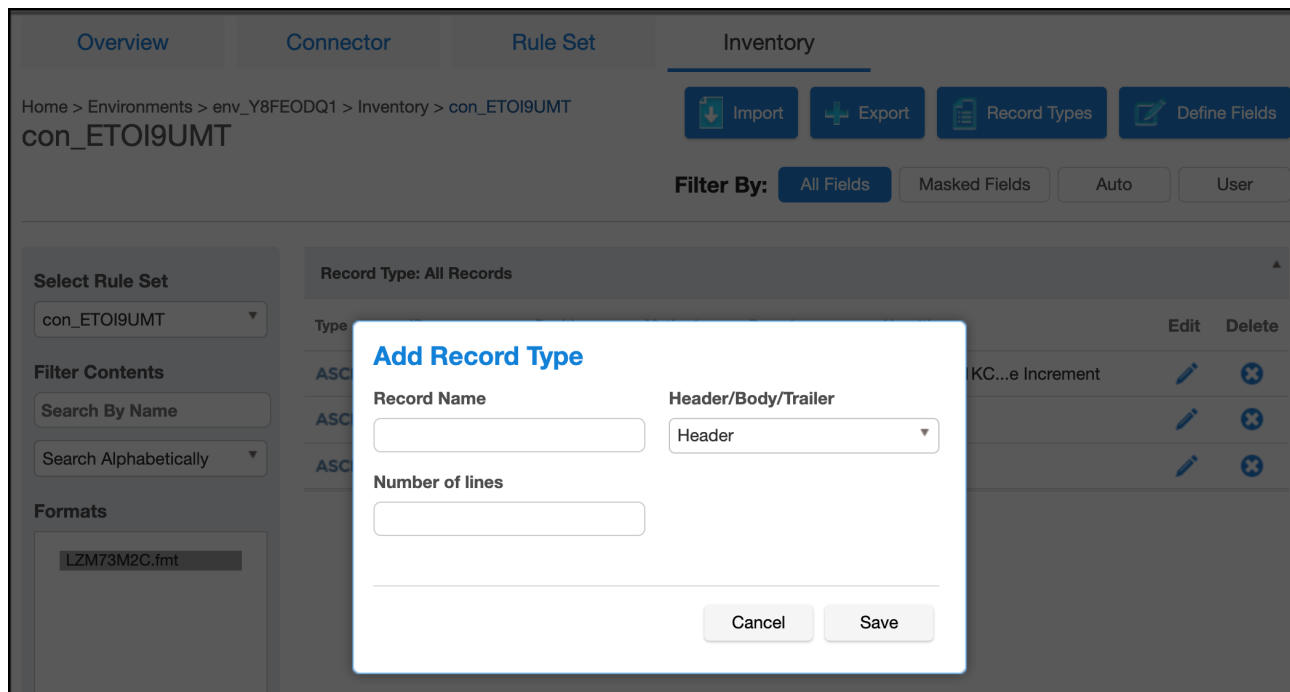 Overview Connector Rule Set Inventory
Home > Environments > env_Y8FEODQ1 > Inventory > con_ETOI9UMT
con_ETOI9UMT
Import Export Record Types Define Fields
Filter By: All Fields Masked Fields Auto User
Select Rule Set
con_ETOI9UMT
Filter Contents
Search By Name
Search Alphabetically
Formats
LZM73M2C.fmt
Record Type: All Records
Type Edit Delete
KC...e Increment
Add Record Type
Record Name
Header/Body/Trailer
Header
Number of lines
Cancel Save